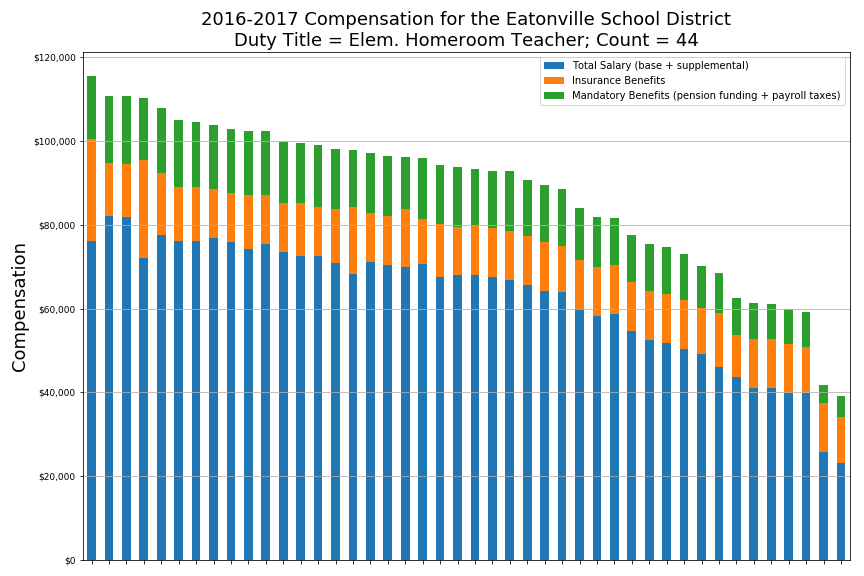 2016-2017 Compensation for the Eatonville School District
Duty Title = Elem. Homeroom Teacher; Count = 44
$120,000
Total Salary (base + supplemental)
Insurance Benefits
Mandatory Benefits (pension funding + payroll taxes)
$100,000
$80,000
Compensation
$60,000
$40,000
$20,000
$0